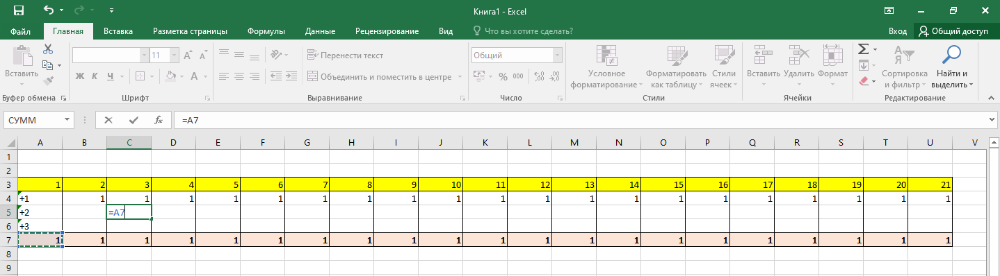 Книга1 - Excel
Файл Главная Вставка Разметка страницы Формулы Данные Рецензирование Вид Что вы хотите сделать? Вход Общий доступ
Вставить
Буфер обмена
11
Ж К Ч
Шрифт
Перенести текст
Объединить и поместить в центре
Выравнивание
Общий
% 000
Число
Условное форматирование
Форматировать как таблицу
Стили ячеек
Стили
Вставить Удалить Формат
Ячейки
Сортировка и фильтр
Найти и выделить
Редактирование
СУММ fx =A7
A B C D E F G H I J K L M N O P Q R S T U V
1
2
3 1 2 3 4 5 6 7 8 9 10 11 12 13 14 15 16 17 18 19 20 21
4 +1 1 1 1 1 1 1 1 1 1 1 1 1 1 1 1 1 1 1 1 1
5 +2 =A7
6 +3
7 1 1 1 1 1 1 1 1 1 1 1 1 1 1 1 1 1 1 1 1 1
8
9